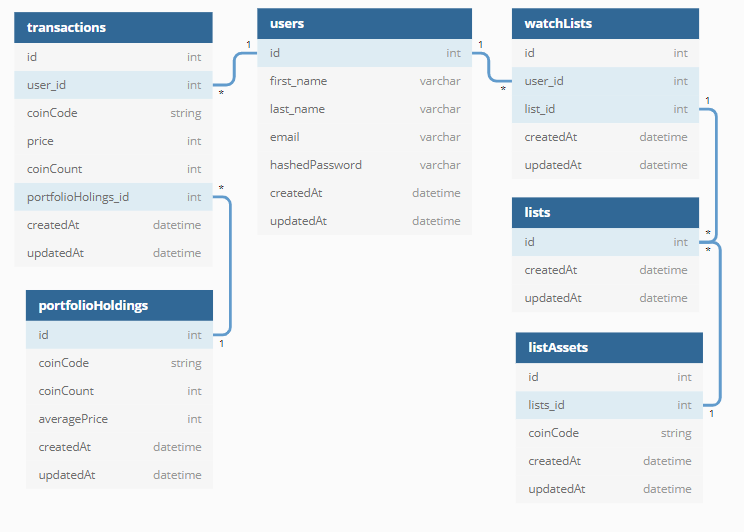 transactions
id int
user_id int
coinCode string
price int
coinCount int
portfolioHolings_id int
createdAt datetime
updatedAt datetime
1
*
*
1
portfolioHoldings
id int
coinCode string
coinCount int
averagePrice int
createdAt datetime
updatedAt datetime
users
id int
first_name varchar
last_name varchar
email varchar
hashedPassword varchar
createdAt datetime
updatedAt datetime
1
*
watchLists
id int
user_id int
list_id int
createdAt datetime
updatedAt datetime
1
*
*
1
lists
id int
createdAt datetime
updatedAt datetime
listAssets
id int
lists_id int
coinCode string
createdAt datetime
updatedAt datetime